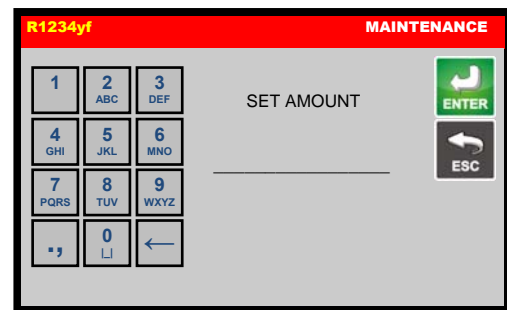 R1234yf MAINTENANCE
1 2 3
ABC DEF
SET AMOUNT
ENTER
4 5 6
GHI JKL MNO
ESC
7 8 9
PQRS TUV WXYZ
., 0 ←